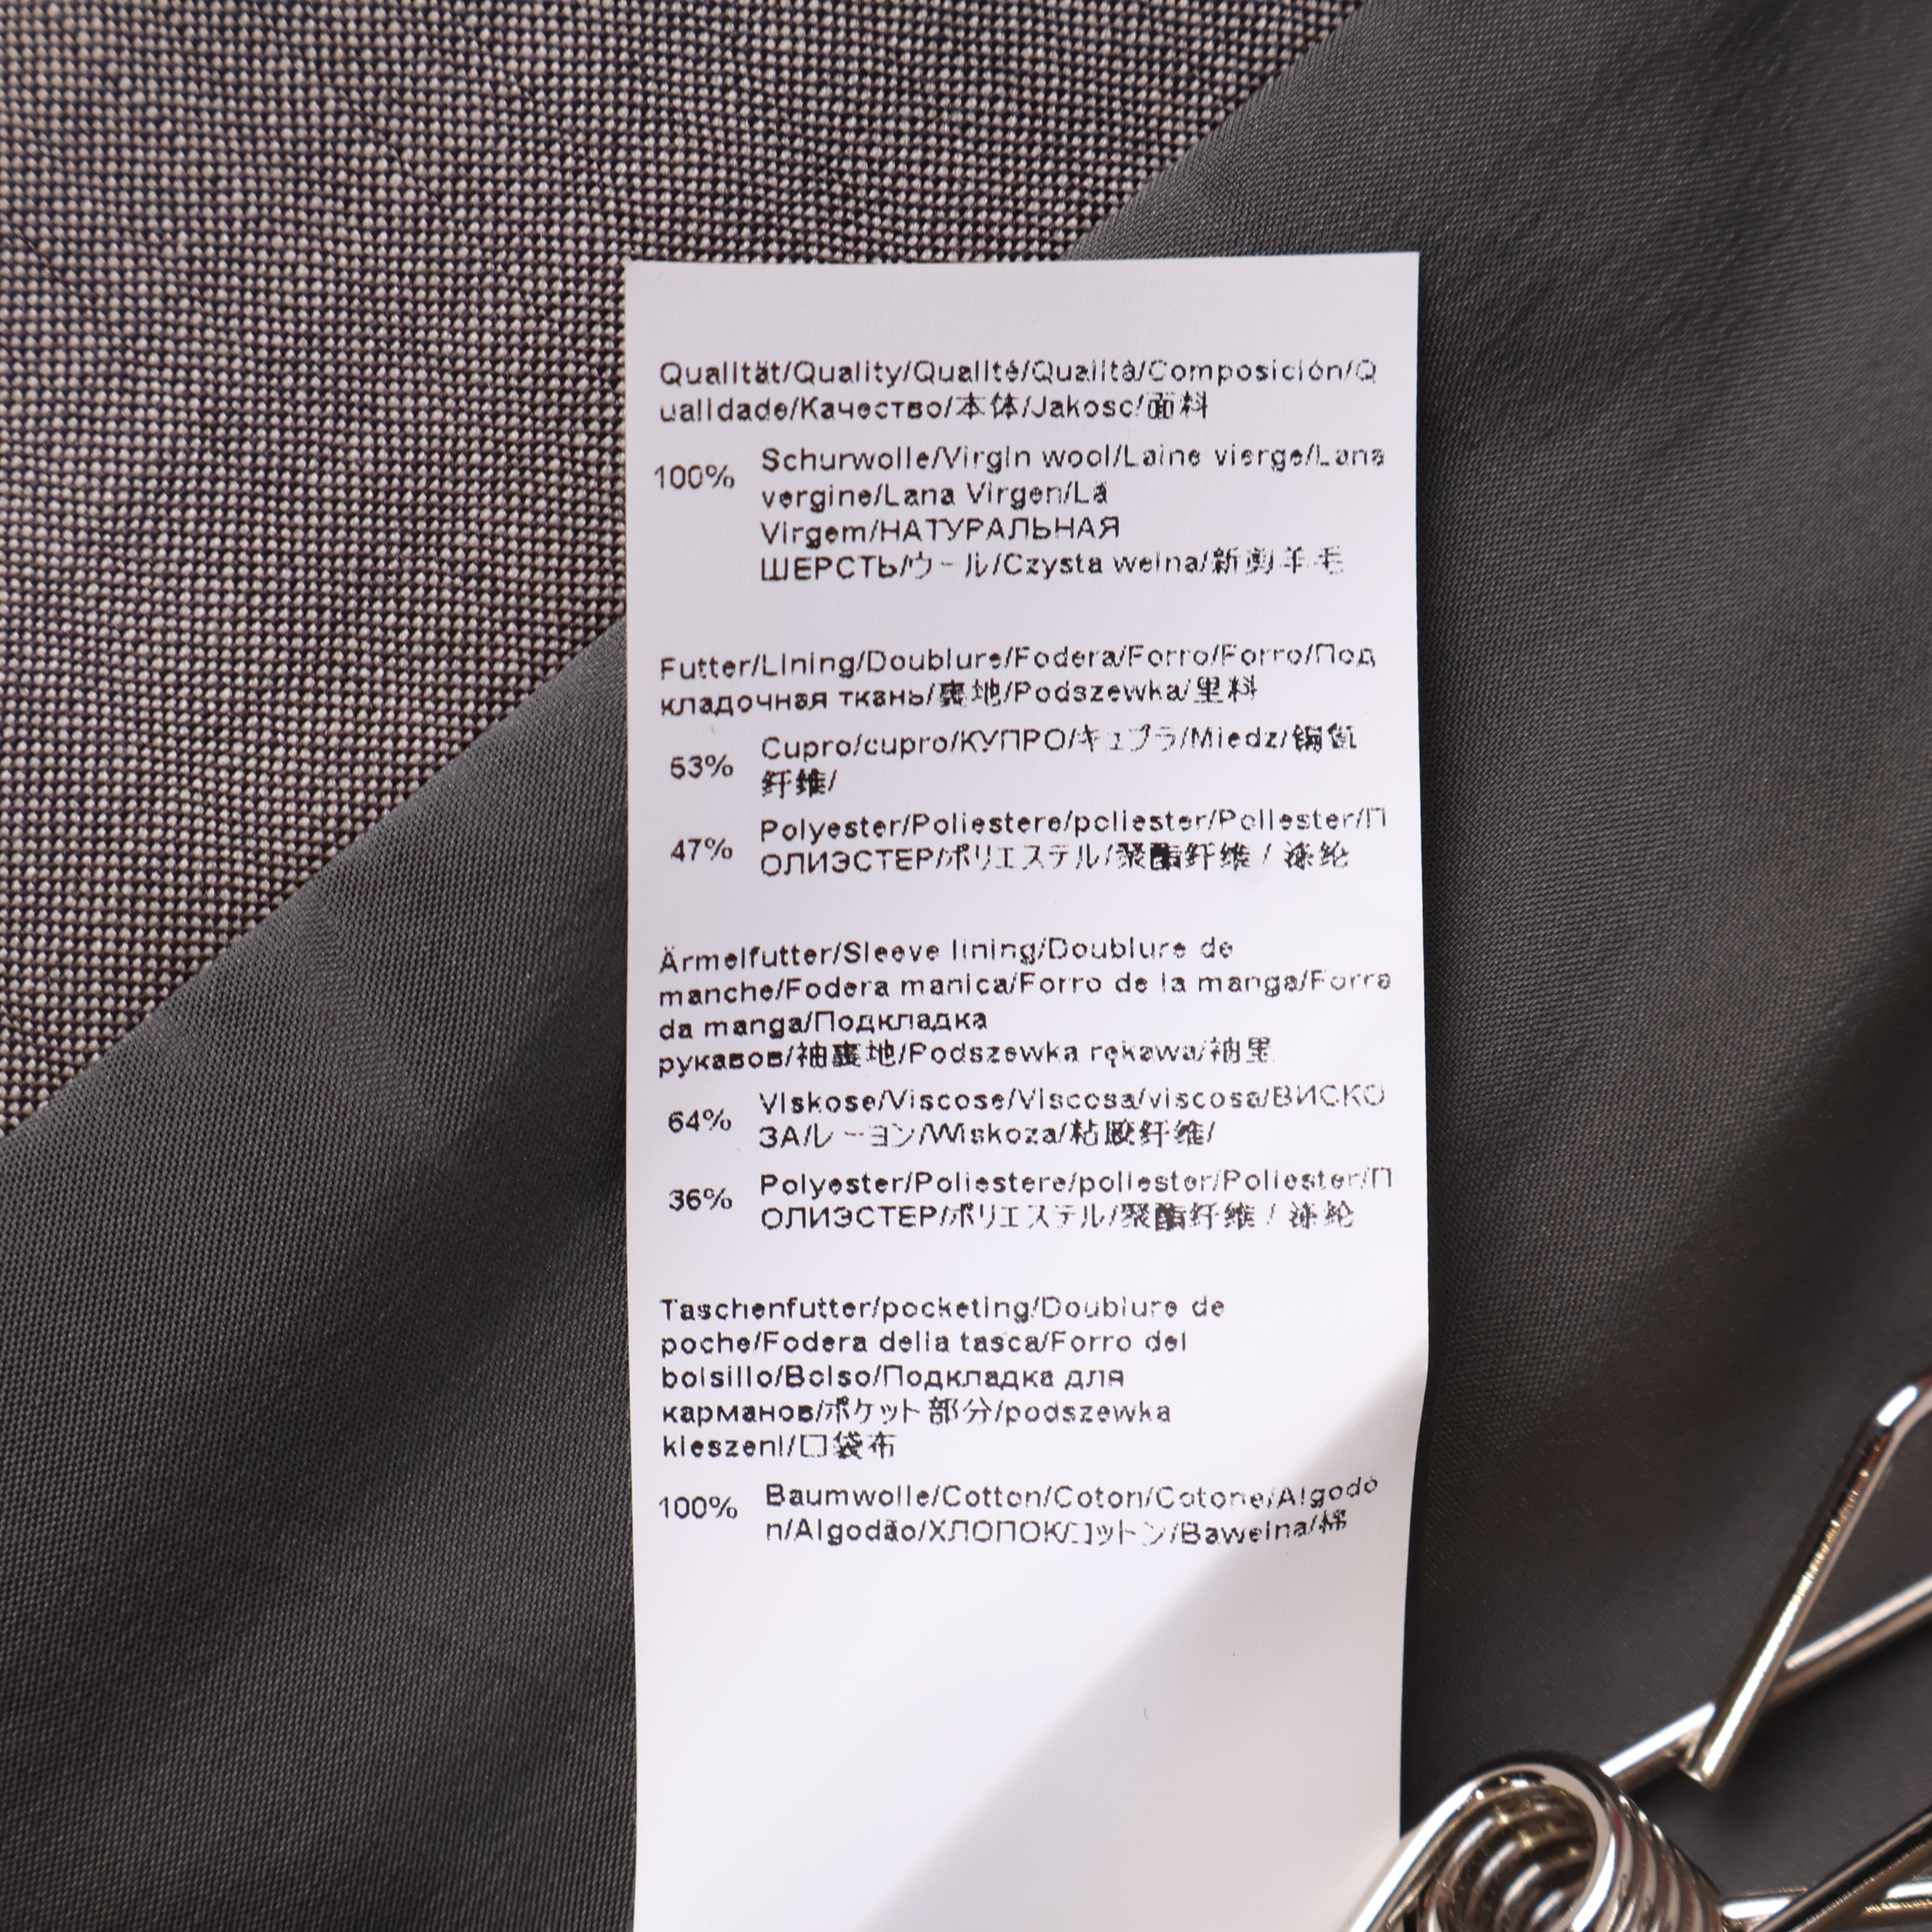 Qualität/Quality/Qualité/Qualità/Composición/Q
ualidade/Качество/本体/Jakosc/面料
100% Schurwolle/Virgin wool/Laine vierge/Lana
vergine/Lana Virgen/Lã
Virgem/НАТУРАЛЬНАЯ
ШЕРСТЬ/ウール/Czysta welna/新剪羊毛
Futter/Lining/Doublure/Fodera/Forro/Forro/Под
кладочная ткань/裏地/Podszewka/里料
53% Cupro/cupro/КУПРО/キュプラ/Miedz/铜氨
纤维/
47% Polyester/Poliestere/poliester/Poliester/П
ОЛИЭСТЕР/ポリエステル/聚酯纤维 / 涤纶
Ärmelfutter/Sleeve lining/Doublure de
manche/Fodera manica/Forro de la manga/Forra
da manga/Подкладка
рукавов/袖裏地/Podszewka rękawa/袖里
64% Viskose/Viscose/Viscosa/viscosa/ВИСКО
ЗА/レーヨン/Wiskoza/粘胶纤维/
36% Polyester/Poliestere/poliester/Poliester/П
ОЛИЭСТЕР/ポリエステル/聚酯纤维 / 涤纶
Taschenfutter/pocketing/Doublure de
poche/Fodera della tasca/Forro del
bolsillo/Bolso/Подкладка для
карманов/ポケット部分/podszewka
kieszeni/口袋布
100% Baumwolle/Cotton/Coton/Cotone/Algodó
n/Algodão/ХЛОПОК/コットン/Bawelna/棉